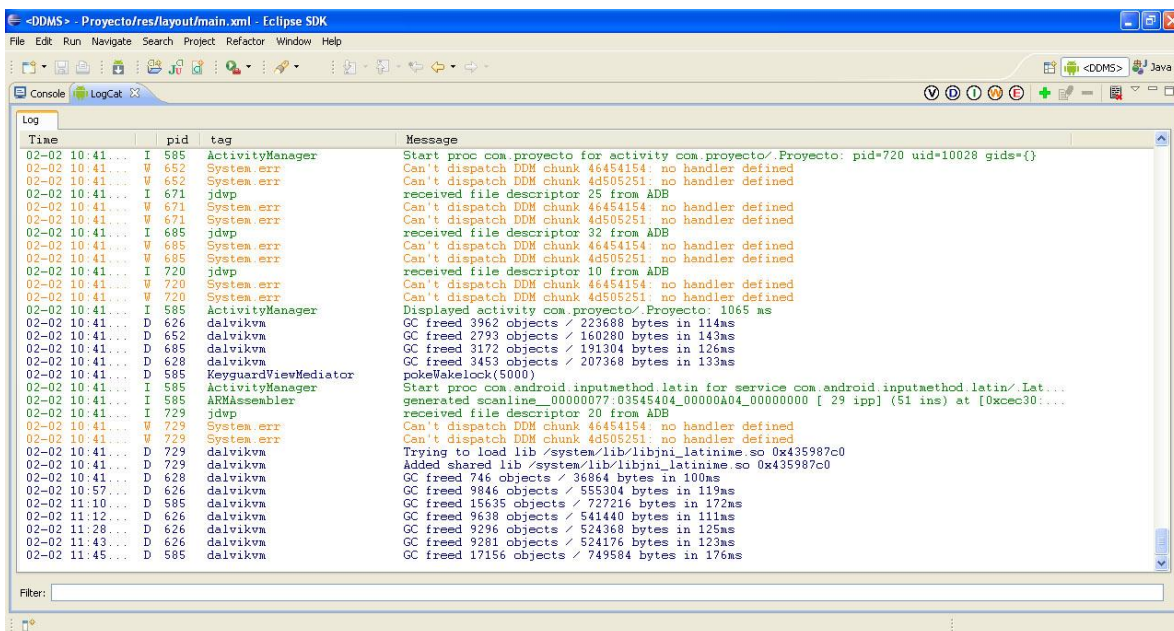 <DDMS> - Proyecto/res/layout/main.xml - Eclipse SDK
File Edit Run Navigate Search Project Refactor Window Help
<DDMS> Java
Console LogCat
V D I W E
Log
Time pid tag Message
02-02 10:41... I 585 ActivityManager Start proc com.proyecto for activity com.proyecto/.Proyecto: pid=720 uid=10028 gids={}
02-02 10:41... W 652 System.err Can't dispatch DDM chunk 46454154: no handler defined
02-02 10:41... W 652 System.err Can't dispatch DDM chunk 4d505251: no handler defined
02-02 10:41... I 671 jdwp received file descriptor 25 from ADB
02-02 10:41... W 671 System.err Can't dispatch DDM chunk 46454154: no handler defined
02-02 10:41... W 671 System.err Can't dispatch DDM chunk 4d505251: no handler defined
02-02 10:41... I 685 jdwp received file descriptor 32 from ADB
02-02 10:41... W 685 System.err Can't dispatch DDM chunk 46454154: no handler defined
02-02 10:41... W 685 System.err Can't dispatch DDM chunk 4d505251: no handler defined
02-02 10:41... I 720 jdwp received file descriptor 10 from ADB
02-02 10:41... W 720 System.err Can't dispatch DDM chunk 46454154: no handler defined
02-02 10:41... W 720 System.err Can't dispatch DDM chunk 4d505251: no handler defined
02-02 10:41... I 585 ActivityManager Displayed activity com.proyecto/.Proyecto: 1065 ms
02-02 10:41... D 626 dalvikvm GC freed 3962 objects / 223688 bytes in 114ms
02-02 10:41... D 652 dalvikvm GC freed 2793 objects / 160280 bytes in 143ms
02-02 10:41... D 685 dalvikvm GC freed 3172 objects / 191304 bytes in 126ms
02-02 10:41... D 628 dalvikvm GC freed 3453 objects / 207368 bytes in 133ms
02-02 10:41... D 585 KeyguardViewMediator pokeWakelock(5000)
02-02 10:41... I 585 ActivityManager Start proc com.android.inputmethod.latin for service com.android.inputmethod.latin/.Lat...
02-02 10:41... I 585 ARMAssembler generated scanline__00000077:03545404_00000A04_00000000 [ 29 ipp] (51 ins) at [0xcec30:...
02-02 10:41... I 729 jdwp received file descriptor 20 from ADB
02-02 10:41... W 729 System.err Can't dispatch DDM chunk 46454154: no handler defined
02-02 10:41... W 729 System.err Can't dispatch DDM chunk 4d505251: no handler defined
02-02 10:41... D 729 dalvikvm Trying to load lib /system/lib/libjni_latinime.so 0x435987c0
02-02 10:41... D 729 dalvikvm Added shared lib /system/lib/libjni_latinime.so 0x435987c0
02-02 10:41... D 628 dalvikvm GC freed 746 objects / 36864 bytes in 100ms
02-02 10:57... D 626 dalvikvm GC freed 9846 objects / 555304 bytes in 119ms
02-02 11:10... D 585 dalvikvm GC freed 15635 objects / 727216 bytes in 172ms
02-02 11:12... D 626 dalvikvm GC freed 9638 objects / 541440 bytes in 111ms
02-02 11:28... D 626 dalvikvm GC freed 9296 objects / 524368 bytes in 125ms
02-02 11:43... D 626 dalvikvm GC freed 9281 objects / 524176 bytes in 123ms
02-02 11:45... D 585 dalvikvm GC freed 17156 objects / 749584 bytes in 176ms
Filter: